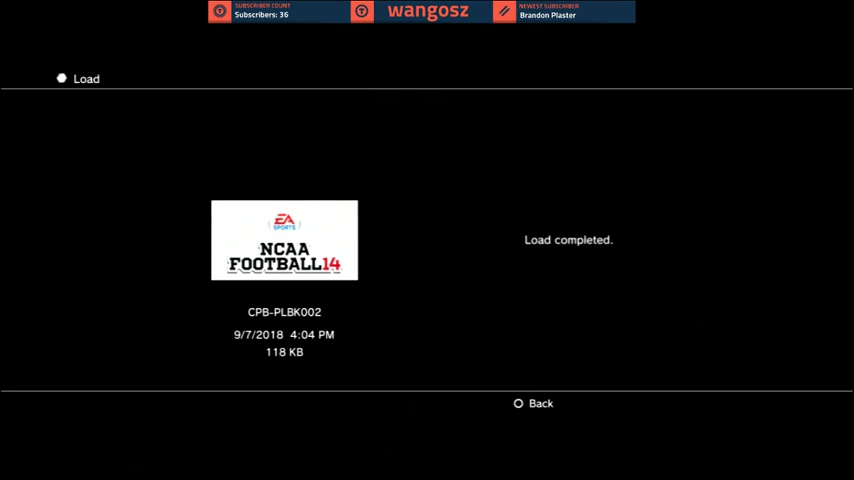 SUBSCRIBER COUNT
Subscribers: 36
wangosz
NEWEST SUBSCRIBER
Brandon Plaster
Load
EA
SPORTS
NCAA
FOOTBALL14
Load completed.
CPB-PLBK002
9/7/2018 4:04 PM
118 KB
Back